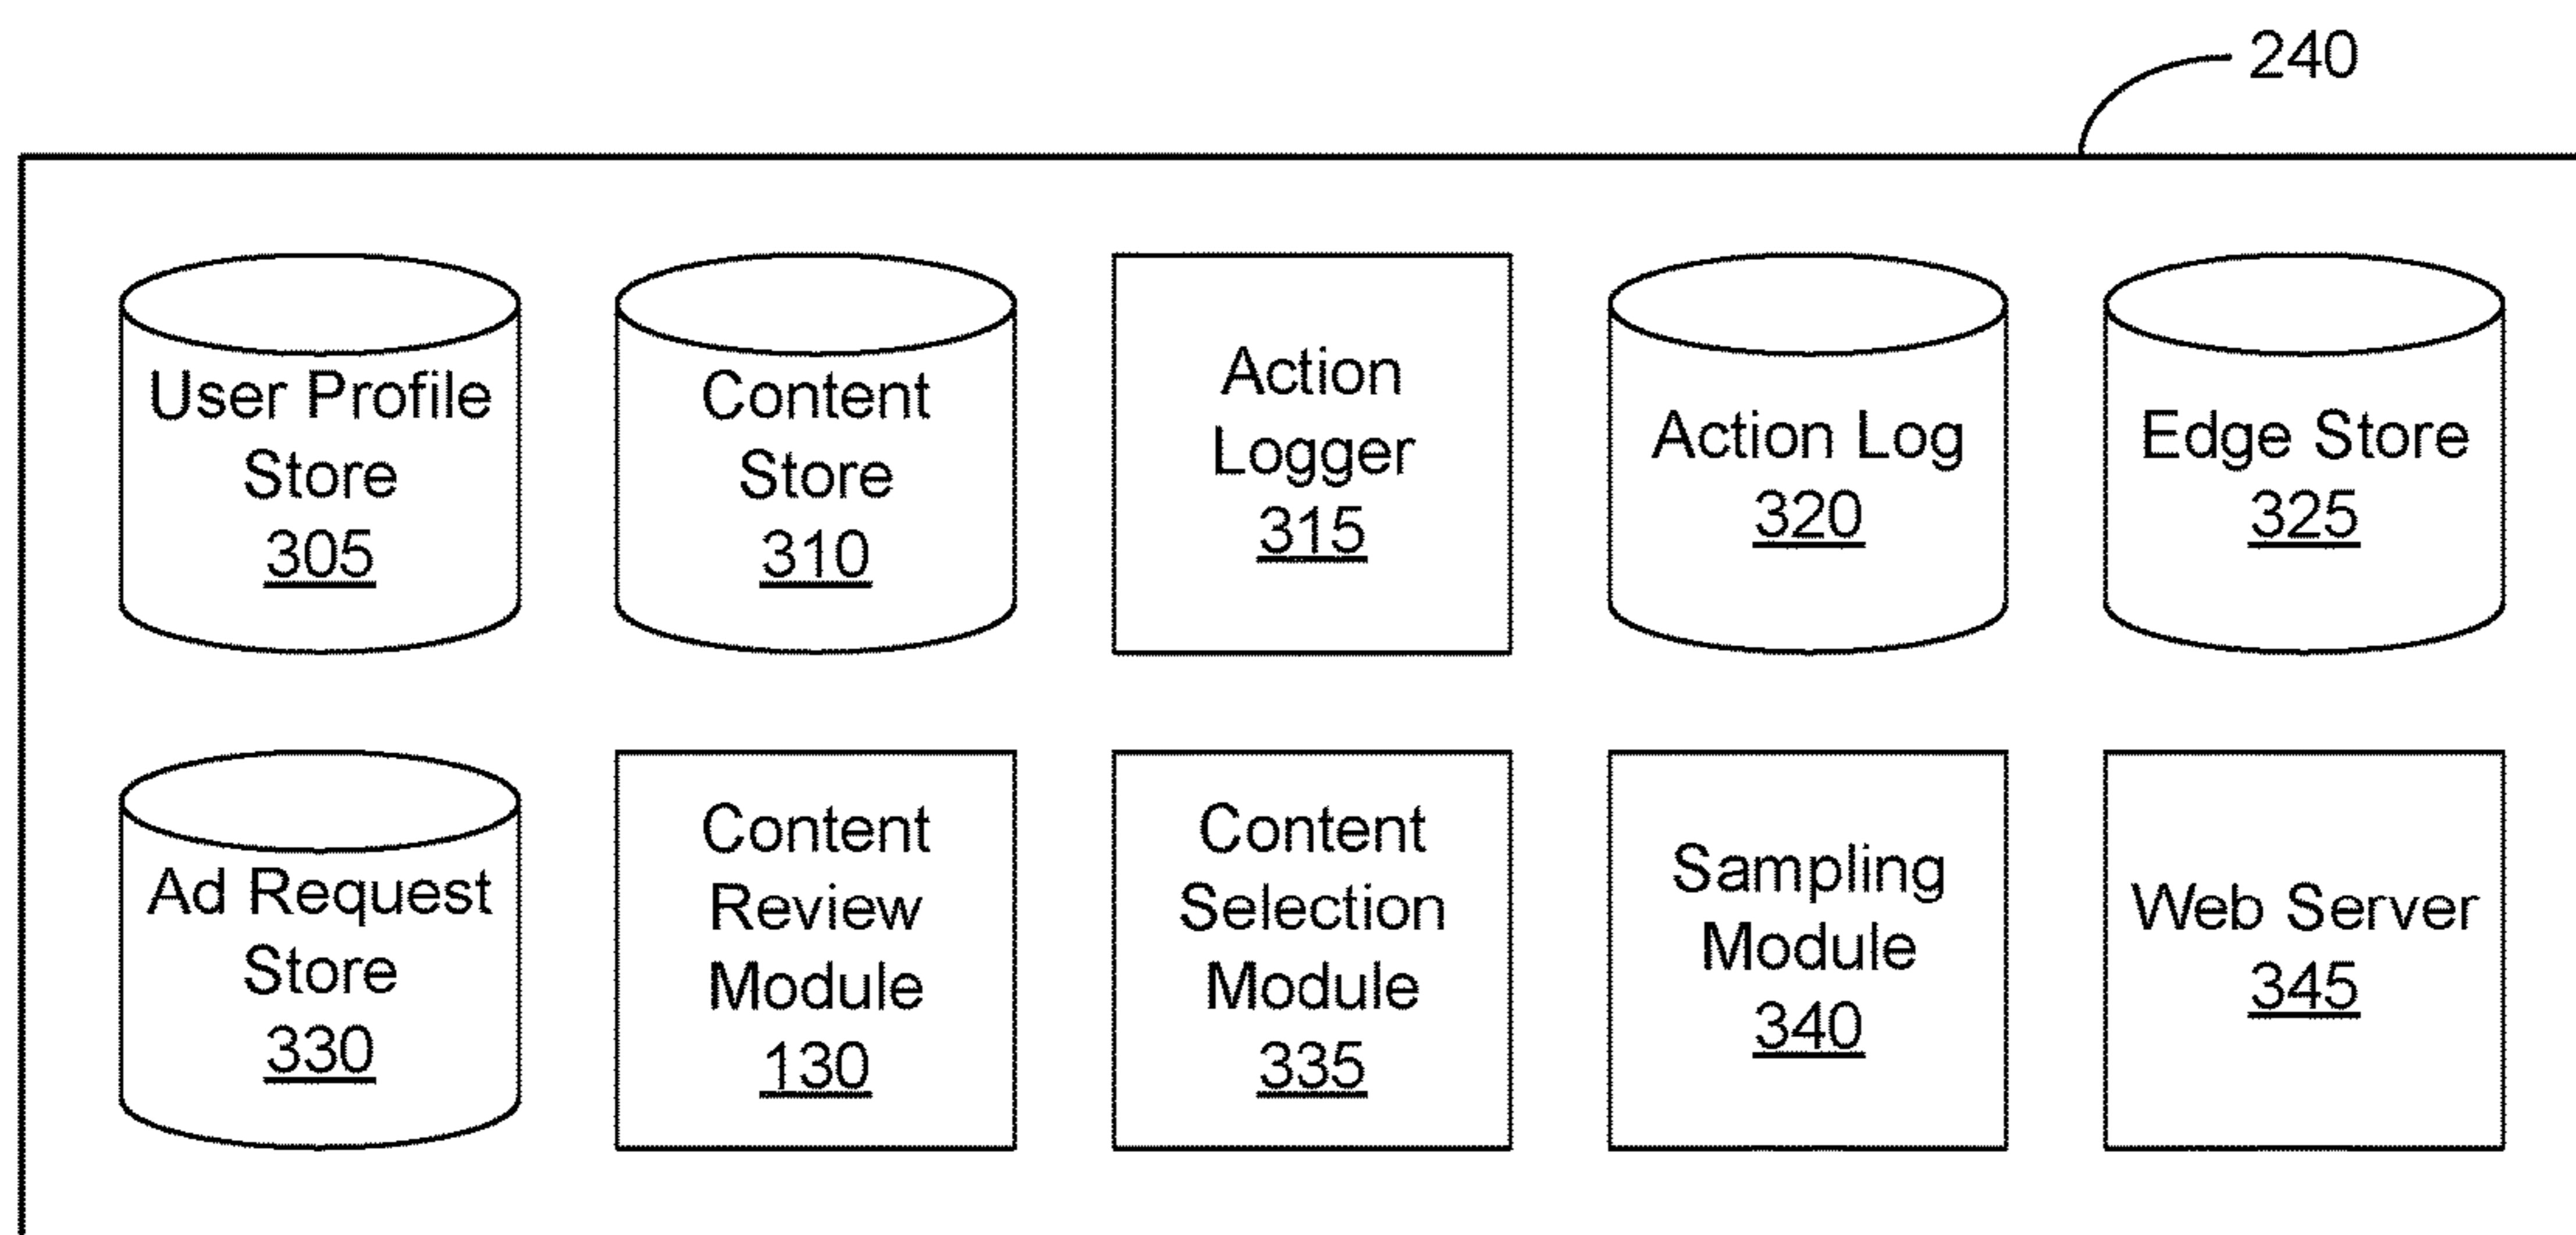 240
User Profile
Store
305
Content
Store
310
Action
Logger
315
Action Log
320
Edge Store
325
Ad Request
Store
330
Content
Review
Module
130
Content
Selection
Module
335
Sampling
Module
340
Web Server
345